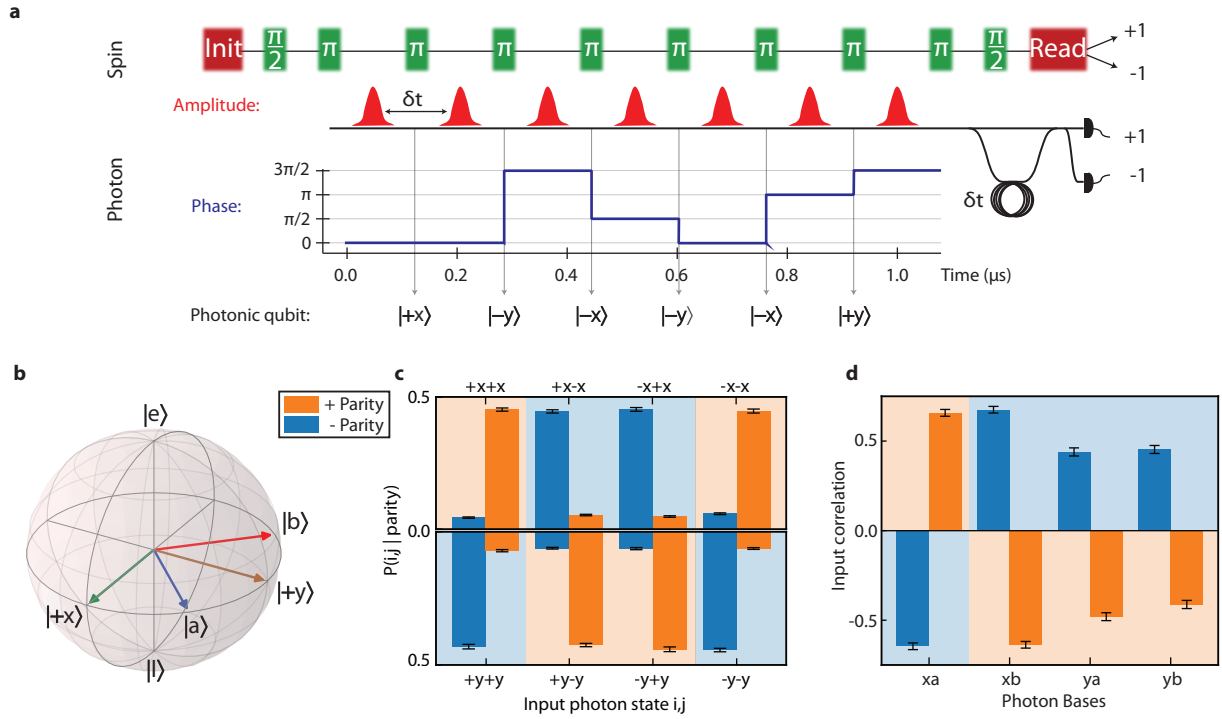 a
Spin
Init π/2 π π π π π π π π π/2 Read +1 -1
Amplitude: δt
+1
Photon
3π/2
π
Phase: π/2
0
δt
-1
0.0 0.2 0.4 0.6 0.8 1.0 Time (μs)
Photonic qubit: |+x⟩ |−y⟩ |−x⟩ |−y⟩ |−x⟩ |+y⟩
b
|e⟩
|b⟩
|+y⟩
|+x⟩
|a⟩
|l⟩
+ Parity
- Parity
c
+x+x +x-x -x+x -x-x
0.5
0.0
0.5
P(i,j | parity)
+y+y +y-y -y+y -y-y
Input photon state i,j
d
Input correlation
0.5
0.0
-0.5
xa xb ya yb
Photon Bases